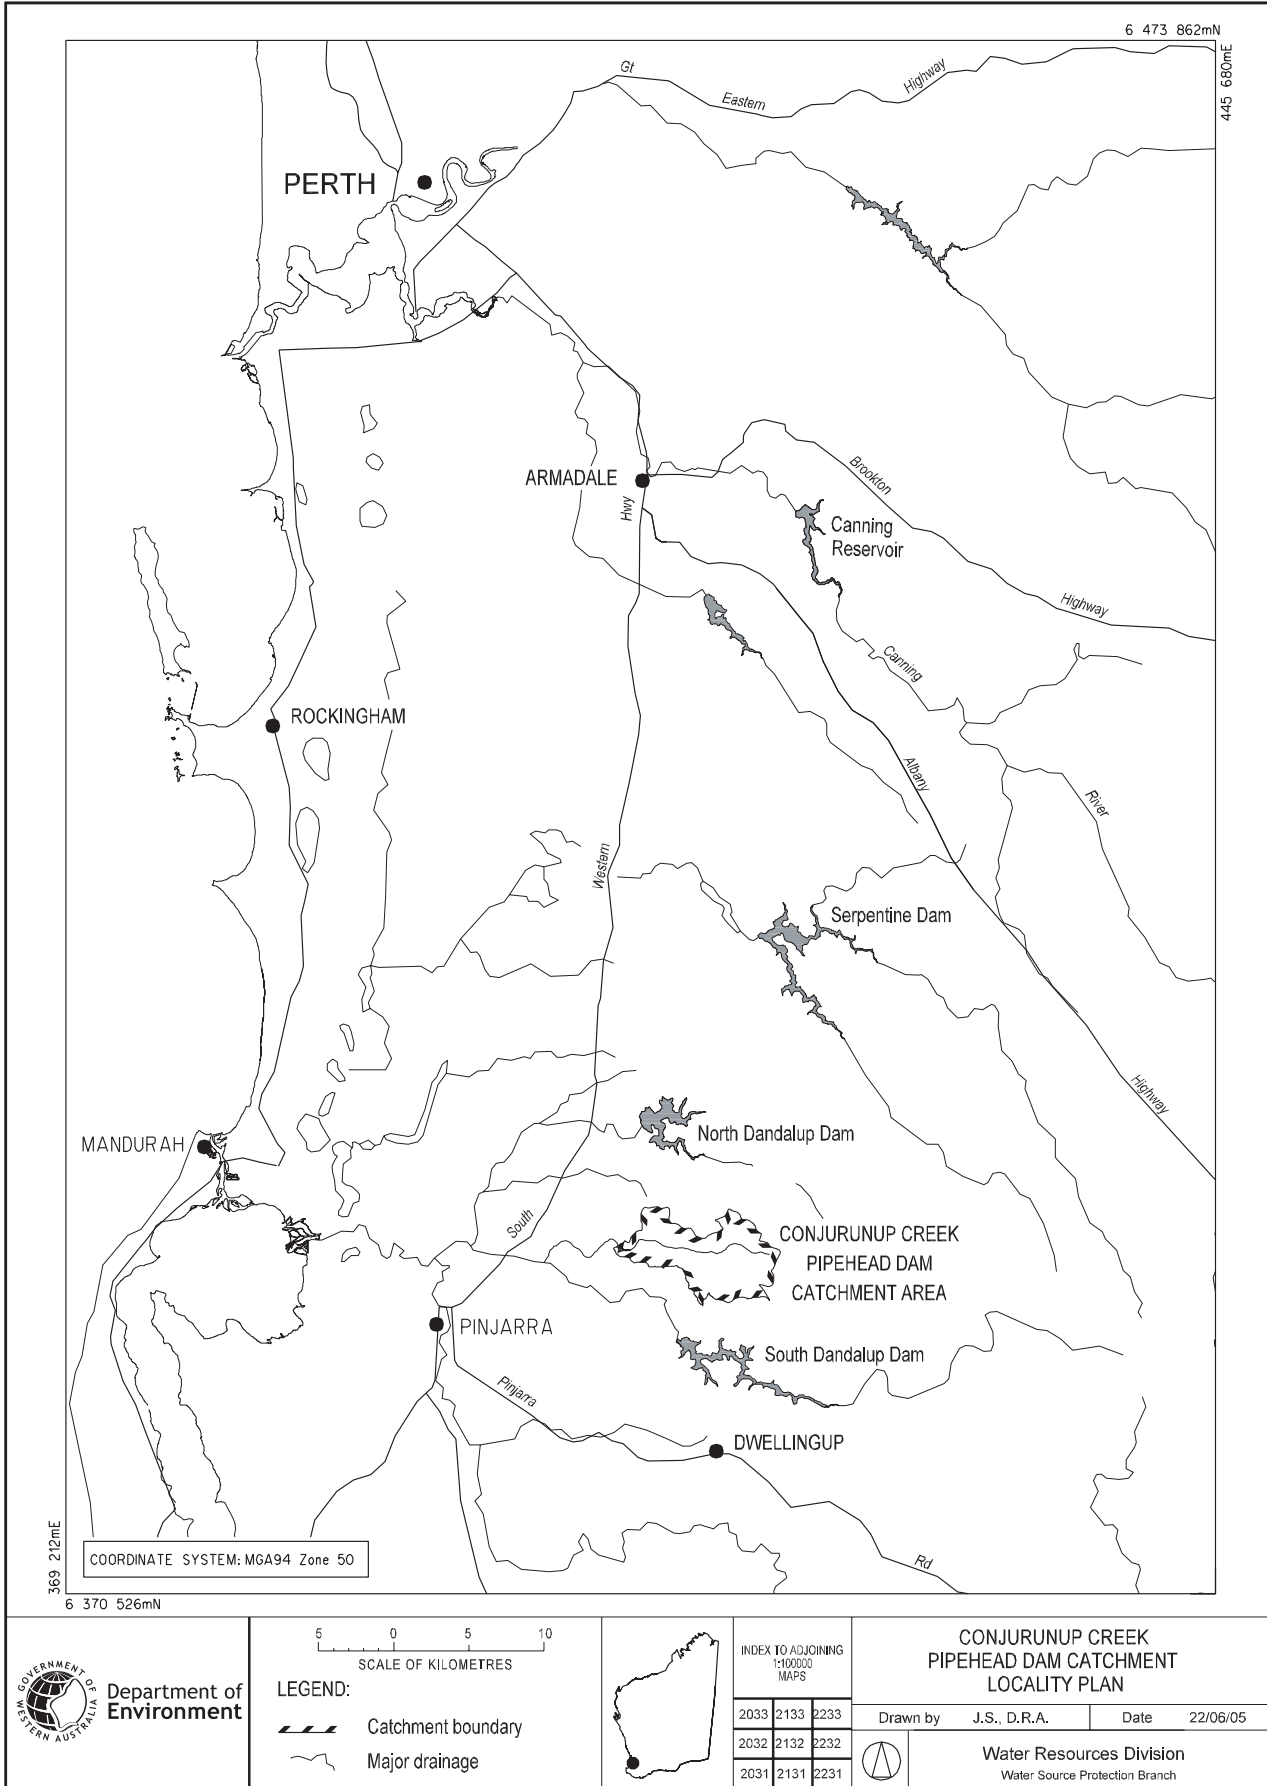 6 473 862mN
445 680mE
Gt
Eastern
Highway
PERTH
ARMADALE
Hwy
Brookton
Highway
Canning
Reservoir
Canning
River
ROCKINGHAM
Albany
Highway
Western
Serpentine Dam
North Dandalup Dam
MANDURAH
South
CONJURUNUP CREEK
PIPEHEAD DAM
CATCHMENT AREA
PINJARRA
South Dandalup Dam
Pinjarra
DWELLINGUP
Rd
COORDINATE SYSTEM: MGA94 Zone 50
369 212mE
6 370 526mN
GOVERNMENT OF
WESTERN AUSTRALIA
Department of
Environment
5 0 5 10
SCALE OF KILOMETRES
LEGEND:
Catchment boundary
Major drainage
INDEX TO ADJOINING
1:100000
MAPS
2033 2133 2233
2032 2132 2232
2031 2131 2231
CONJURUNUP CREEK
PIPEHEAD DAM CATCHMENT
LOCALITY PLAN
Drawn by J.S., D.R.A. Date 22/06/05
Water Resources Division
Water Source Protection Branch